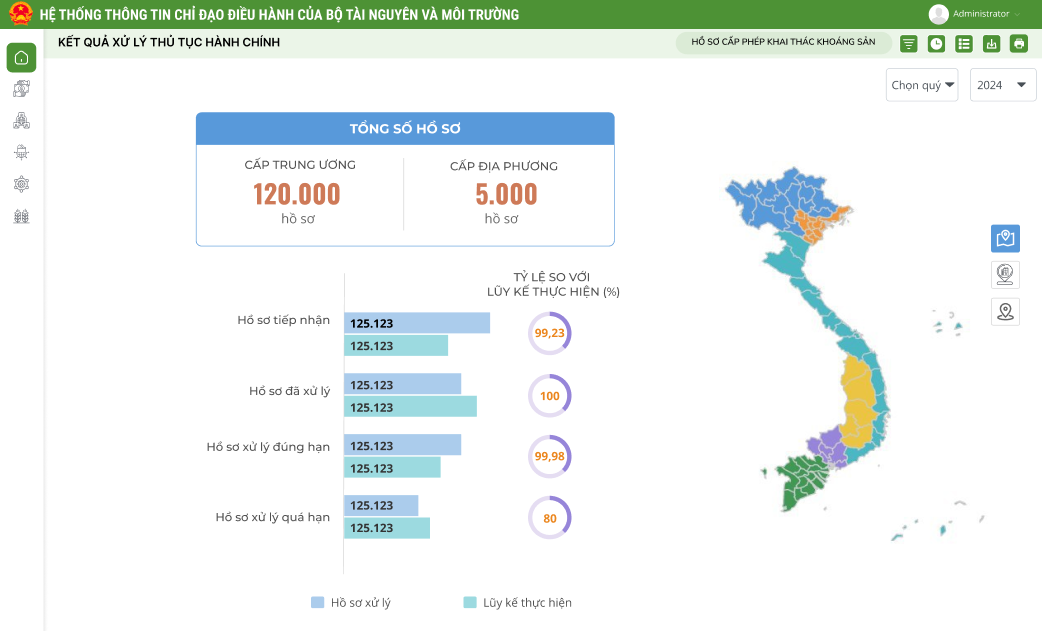 HỆ THỐNG THÔNG TIN CHỈ ĐẠO ĐIỀU HÀNH CỦA BỘ TÀI NGUYÊN VÀ MÔI TRƯỜNG
Administrator
KẾT QUẢ XỬ LÝ THỦ TỤC HÀNH CHÍNH
HỒ SƠ CẤP PHÉP KHAI THÁC KHOÁNG SẢN
Chọn quý
2024
TỔNG SỐ HỒ SƠ
CẤP TRUNG ƯƠNG
120.000
hồ sơ
CẤP ĐỊA PHƯƠNG
5.000
hồ sơ
TỶ LỆ SO VỚI
LŨY KẾ THỰC HIỆN (%)
Hồ sơ tiếp nhận
125.123
125.123
99,23
Hồ sơ đã xử lý
125.123
125.123
100
Hồ sơ xử lý đúng hạn
125.123
125.123
99,98
Hồ sơ xử lý quá hạn
125.123
125.123
80
Hồ sơ xử lý
Lũy kế thực hiện